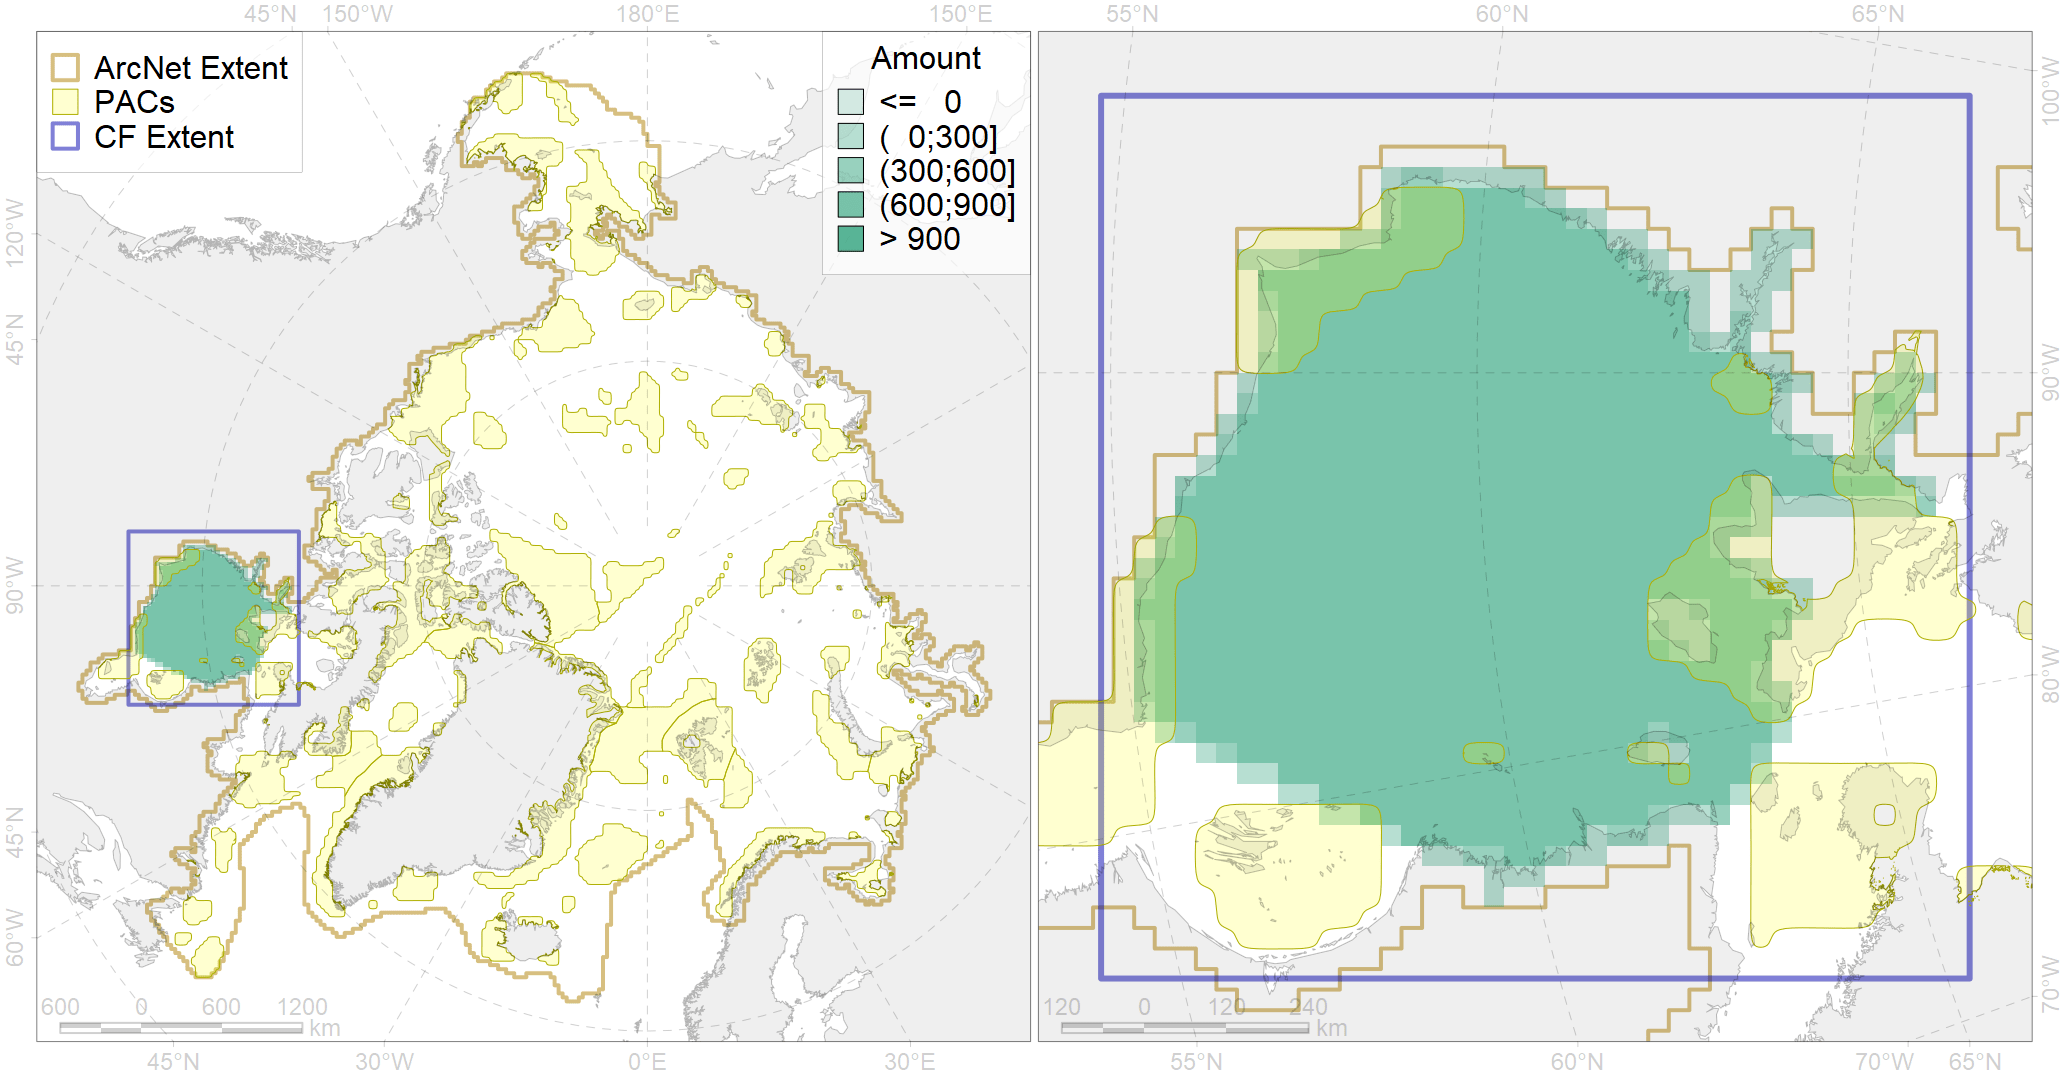 45°N 150°W 180°E 150°E 55°N 60°N 65°N
ArcNet Extent
PACs
CF Extent
Amount
<= 0
( 0;300]
(300;600]
(600;900]
> 900
120°W
45°N
90°W
45°N
60°W
100°W
90°W
80°W
70°W
600 0 600 1200
km
120 0 120 240
km
45°N 30°W 0°E 30°E 55°N 60°N 70°W 65°N